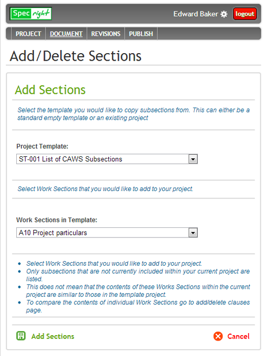 Spec right
Edward Baker
logout
PROJECT DOCUMENT REVISIONS PUBLISH
Add/Delete Sections
Add Sections
Select the template you would like to copy subsections from. This can either be a
standard empty template or an existing project
Project Template:
ST-001 List of CAWS Subsections
Select Work Sections that you would like to add to your project.
Work Sections in Template:
A10 Project particulars
• Select Work Sections that you would like to add to your project.
• Only subsections that are not currently included within your current project are
listed.
• This does not mean that the contents of these Works Sections within the current
project are similar to those in the template project.
• To compare the contents of individual Work Sections go to add/delete clauses
page.
Add Sections
Cancel